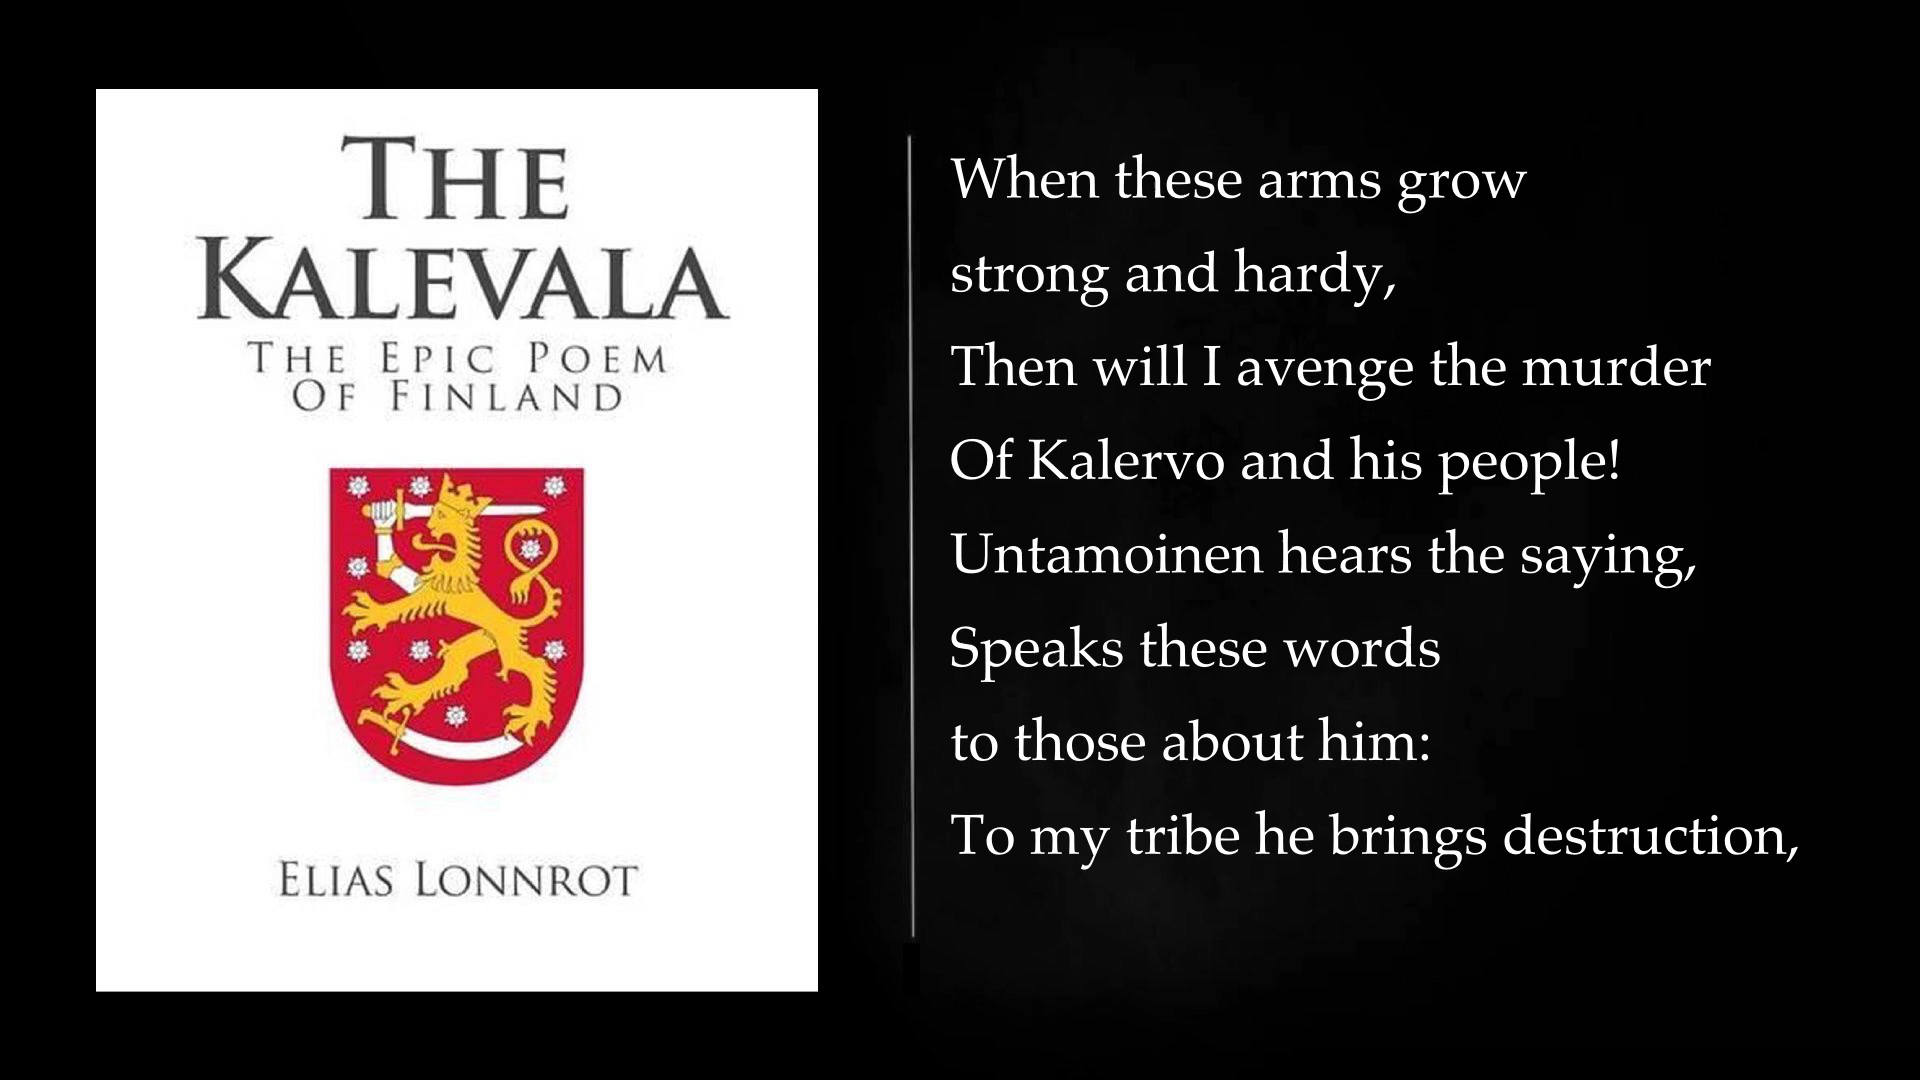 THE
KALEVALA
THE EPIC POEM
OF FINLAND
ELIAS LONNROT
When these arms grow
strong and hardy,
Then will I avenge the murder
Of Kalervo and his people!
Untamoinen hears the saying,
Speaks these words
to those about him:
To my tribe he brings destruction,